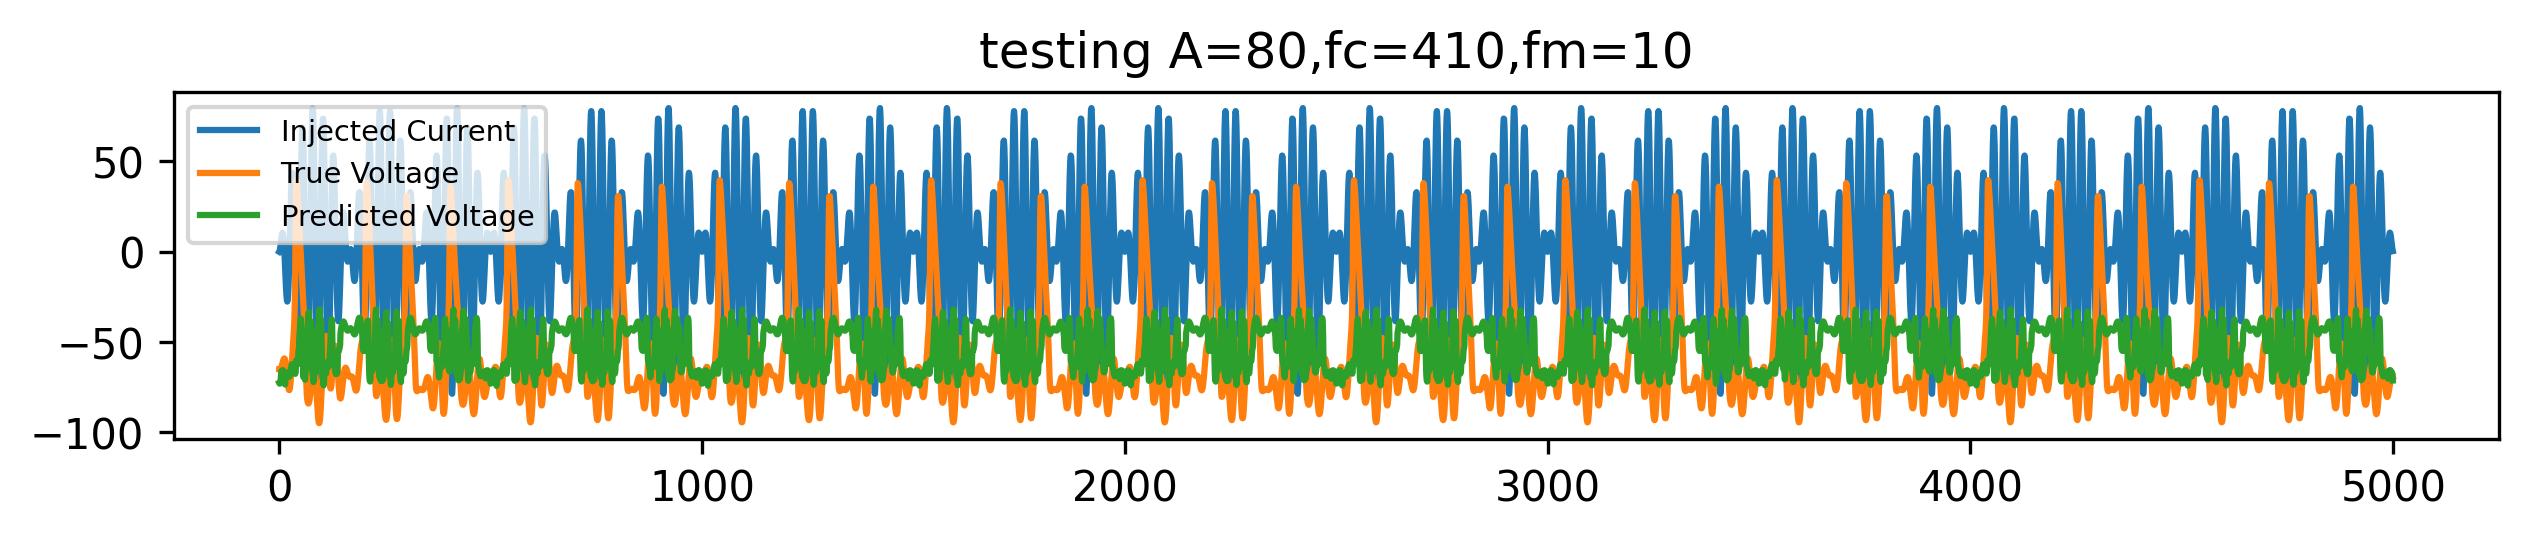 testing A=80,fc=410,fm=10
Injected Current
True Voltage
Predicted Voltage
50
0
−50
−100
0 1000 2000 3000 4000 5000